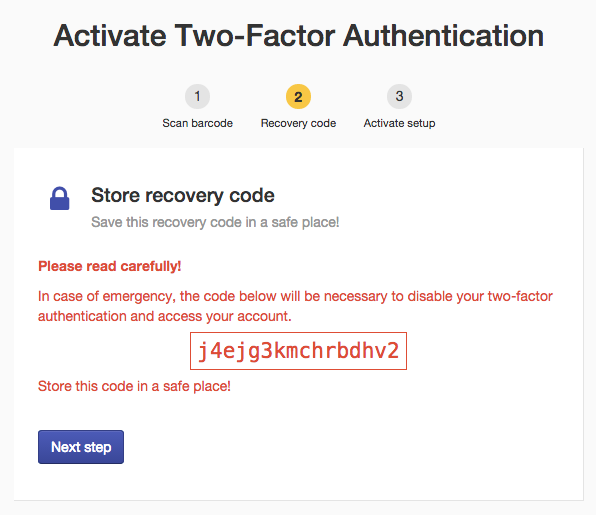 Activate Two-Factor Authentication
1 2 3
Scan barcode Recovery code Activate setup
Store recovery code
Save this recovery code in a safe place!
Please read carefully!
In case of emergency, the code below will be necessary to disable your two-factor
authentication and access your account.
j4ejg3kmchrbdhv2
Store this code in a safe place!
Next step